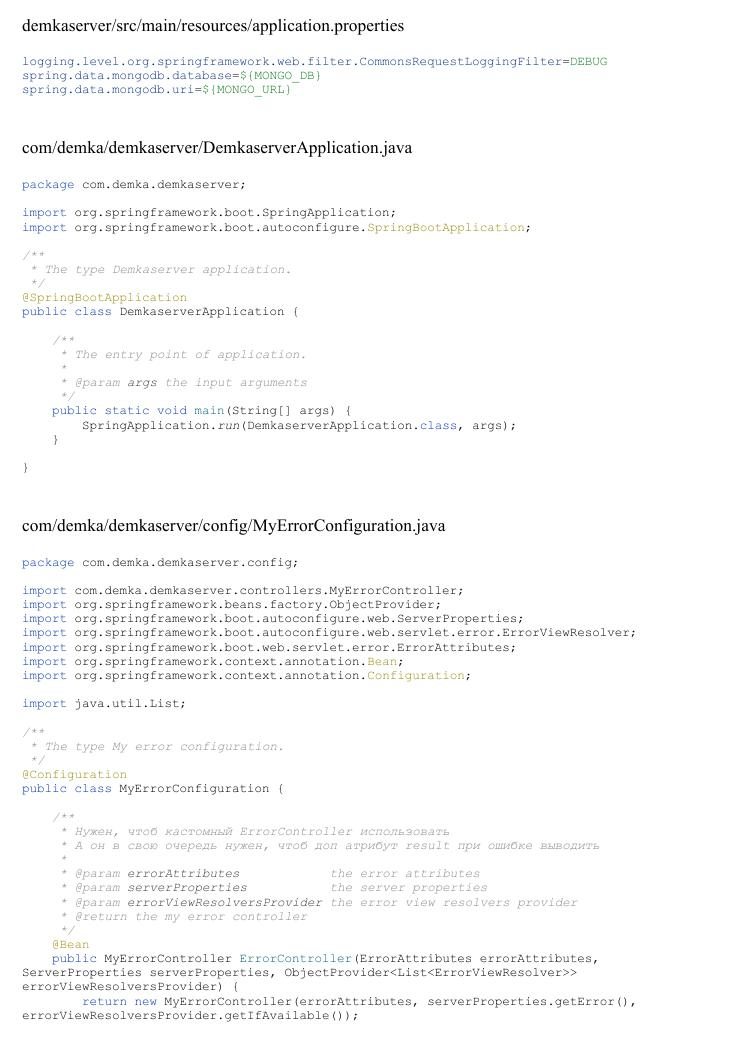 demkaserver/src/main/resources/application.properties
logging.level.org.springframework.web.filter.CommonsRequestLoggingFilter=DEBUG
spring.data.mongodb.database=${MONGO_DB}
spring.data.mongodb.uri=${MONGO_URL}
com/demka/demkaserver/DemkaserverApplication.java
package com.demka.demkaserver;
import org.springframework.boot.SpringApplication;
import org.springframework.boot.autoconfigure.SpringBootApplication;
/**
 * The type Demkaserver application.
 */
@SpringBootApplication
public class DemkaserverApplication {
    /**
     * The entry point of application.
     *
     * @param args the input arguments
     */
    public static void main(String[] args) {
        SpringApplication.run(DemkaserverApplication.class, args);
    }
}
com/demka/demkaserver/config/MyErrorConfiguration.java
package com.demka.demkaserver.config;
import com.demka.demkaserver.controllers.MyErrorController;
import org.springframework.beans.factory.ObjectProvider;
import org.springframework.boot.autoconfigure.web.ServerProperties;
import org.springframework.boot.autoconfigure.web.servlet.error.ErrorViewResolver;
import org.springframework.boot.web.servlet.error.ErrorAttributes;
import org.springframework.context.annotation.Bean;
import org.springframework.context.annotation.Configuration;
import java.util.List;
/**
 * The type My error configuration.
 */
@Configuration
public class MyErrorConfiguration {
    /**
     * Нужен, чтоб кастомный ErrorController использовать
     * А он в свою очередь нужен, чтоб доп атрибут result при ошибке выводить
     *
     * @param errorAttributes            the error attributes
     * @param serverProperties           the server properties
     * @param errorViewResolversProvider the error view resolvers provider
     * @return the my error controller
     */
    @Bean
    public MyErrorController ErrorController(ErrorAttributes errorAttributes,
ServerProperties serverProperties, ObjectProvider<List<ErrorViewResolver>>
errorViewResolversProvider) {
        return new MyErrorController(errorAttributes, serverProperties.getError(),
errorViewResolversProvider.getIfAvailable());